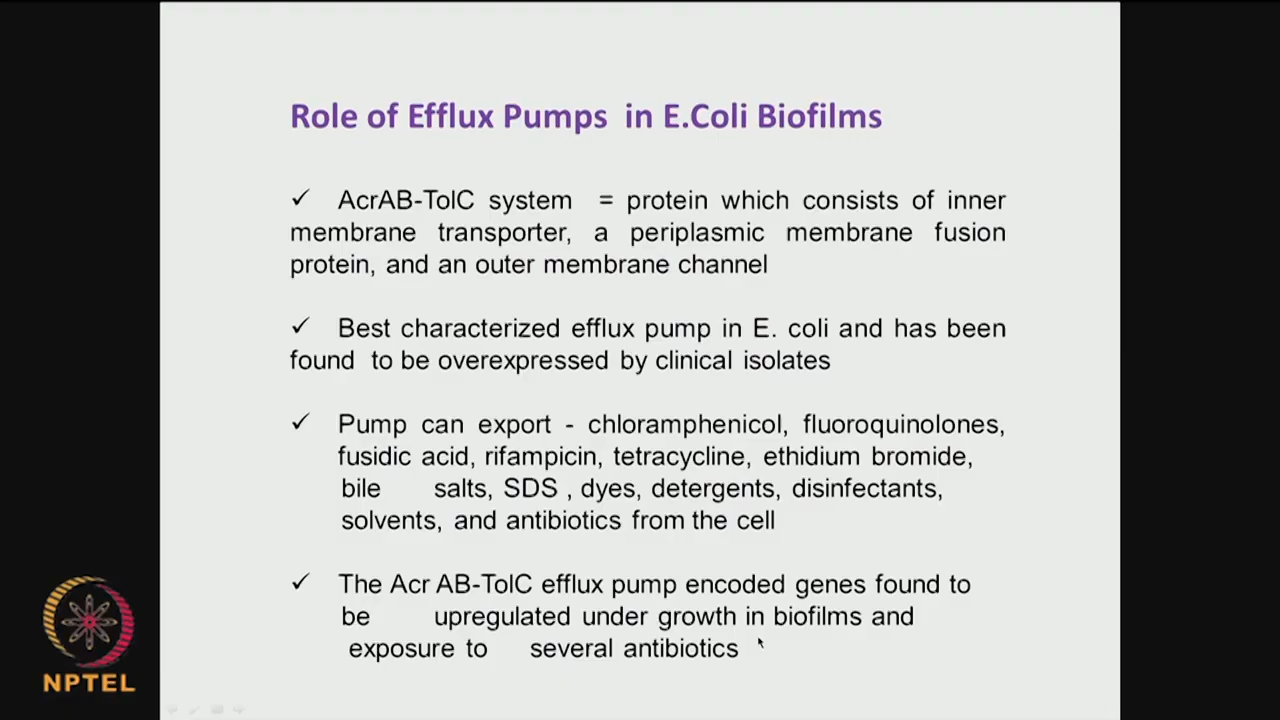 Role of Efflux Pumps in E.Coli Biofilms
✓ AcrAB-TolC system = protein which consists of inner
membrane transporter, a periplasmic membrane fusion
protein, and an outer membrane channel
✓ Best characterized efflux pump in E. coli and has been
found to be overexpressed by clinical isolates
✓ Pump can export - chloramphenicol, fluoroquinolones,
fusidic acid, rifampicin, tetracycline, ethidium bromide,
bile salts, SDS , dyes, detergents, disinfectants,
solvents, and antibiotics from the cell
✓ The Acr AB-TolC efflux pump encoded genes found to
be upregulated under growth in biofilms and
exposure to several antibiotics
NPTEL